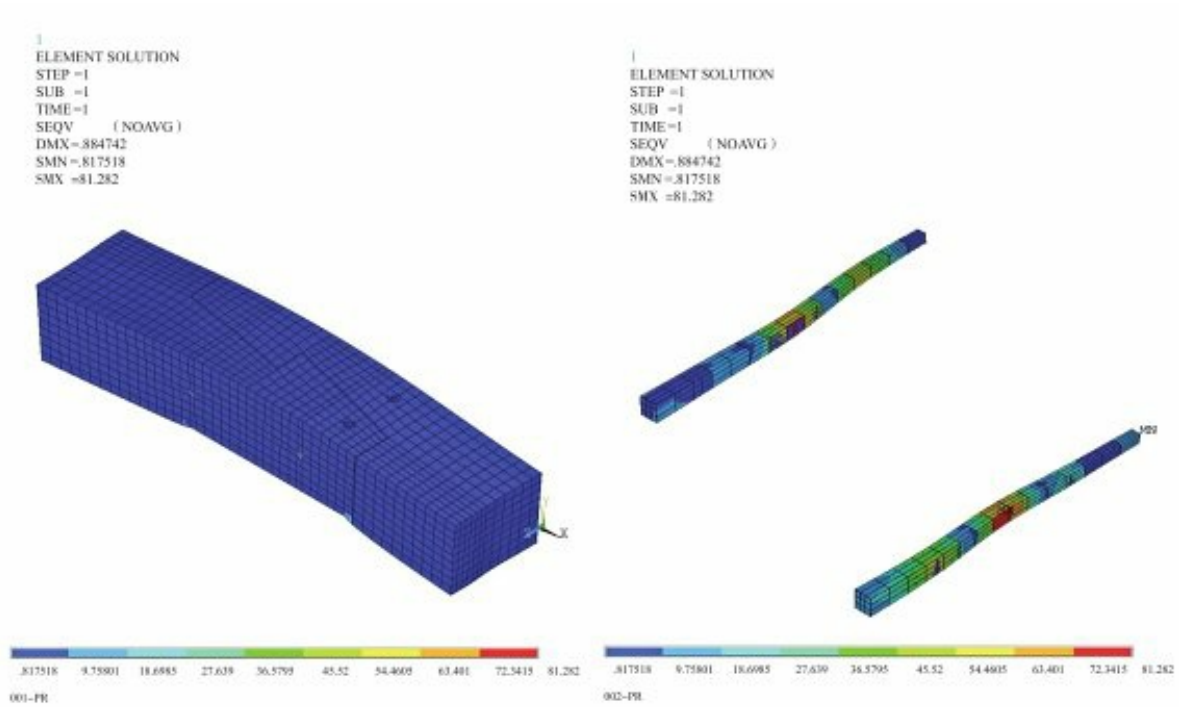 1
ELEMENT SOLUTION
STEP =1
SUB =1
TIME=1
SEQV (NOAVG)
DMX=.884742
SMN=.817518
SMX =81.282
X
.817518 9.75801 18.6985 27.639 36.5795 45.52 54.4605 63.401 72.3415 81.282
001-PR
1
ELEMENT SOLUTION
STEP =1
SUB =1
TIME=1
SEQV (NOAVG)
DMX=.884742
SMN=.817518
SMX =81.282
.817518 9.75801 18.6985 27.639 36.5795 45.52 54.4605 63.401 72.3415 81.282
002-PR